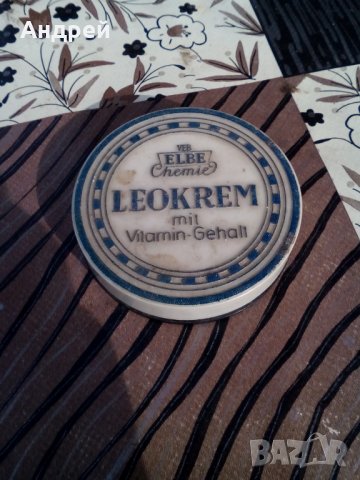 Андрей
VEB
ELBE
Chemie
LEOKREM
mit
Vitamin-Gehalt
BAZAR